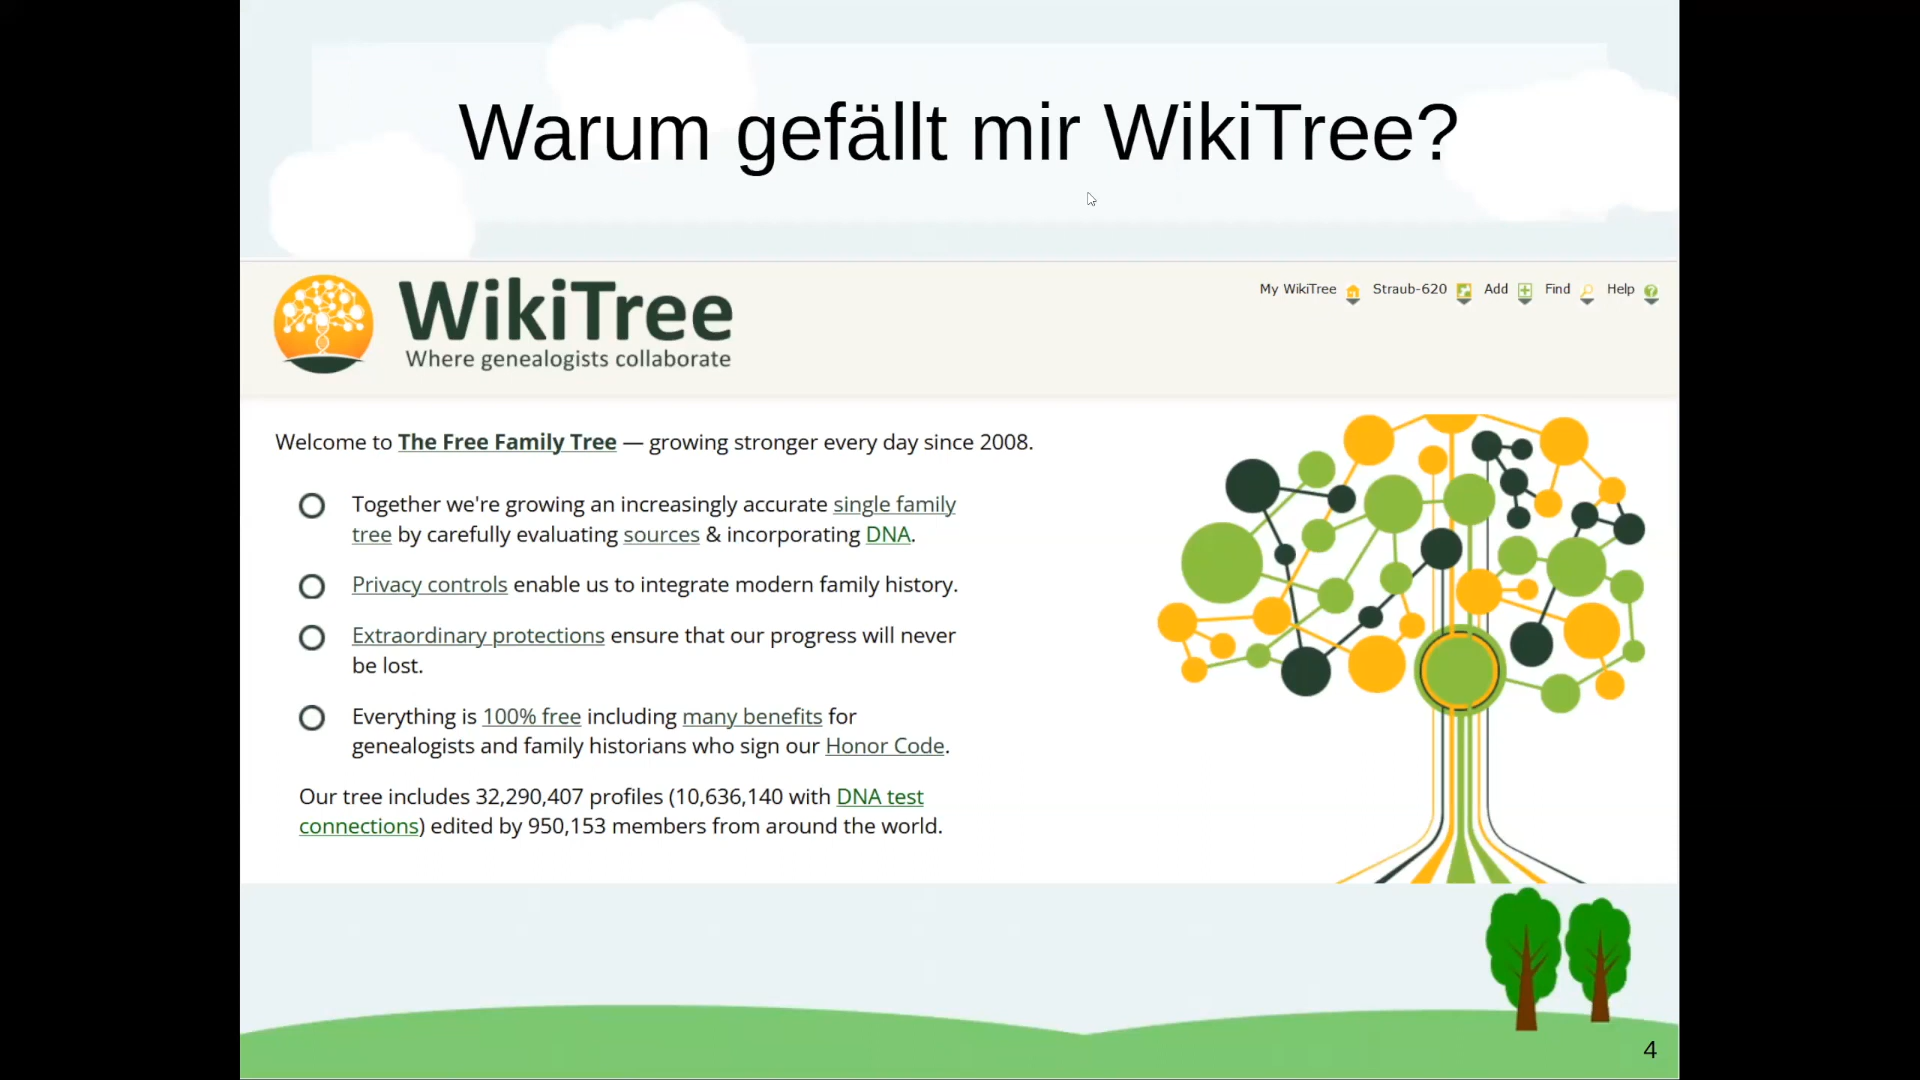 Warum gefällt mir WikiTree?
WikiTree
Where genealogists collaborate
My WikiTree Straub-620 Add Find Help ?
Welcome to The Free Family Tree — growing stronger every day since 2008.
Together we're growing an increasingly accurate single family
tree by carefully evaluating sources & incorporating DNA.
Privacy controls enable us to integrate modern family history.
Extraordinary protections ensure that our progress will never
be lost.
Everything is 100% free including many benefits for
genealogists and family historians who sign our Honor Code.
Our tree includes 32,290,407 profiles (10,636,140 with DNA test
connections) edited by 950,153 members from around the world.
4